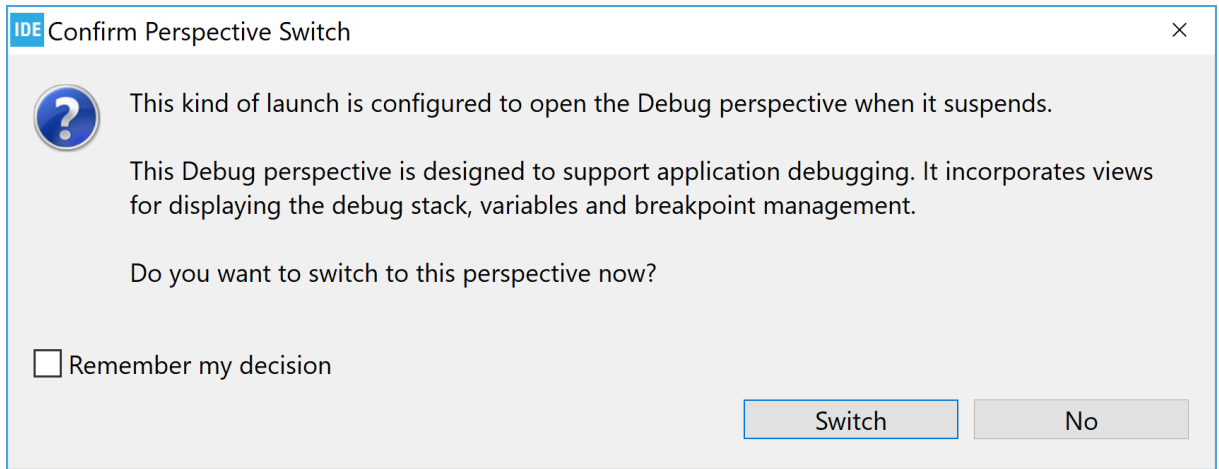 IDE Confirm Perspective Switch
This kind of launch is configured to open the Debug perspective when it suspends.
This Debug perspective is designed to support application debugging. It incorporates views
for displaying the debug stack, variables and breakpoint management.
Do you want to switch to this perspective now?
Remember my decision
Switch No